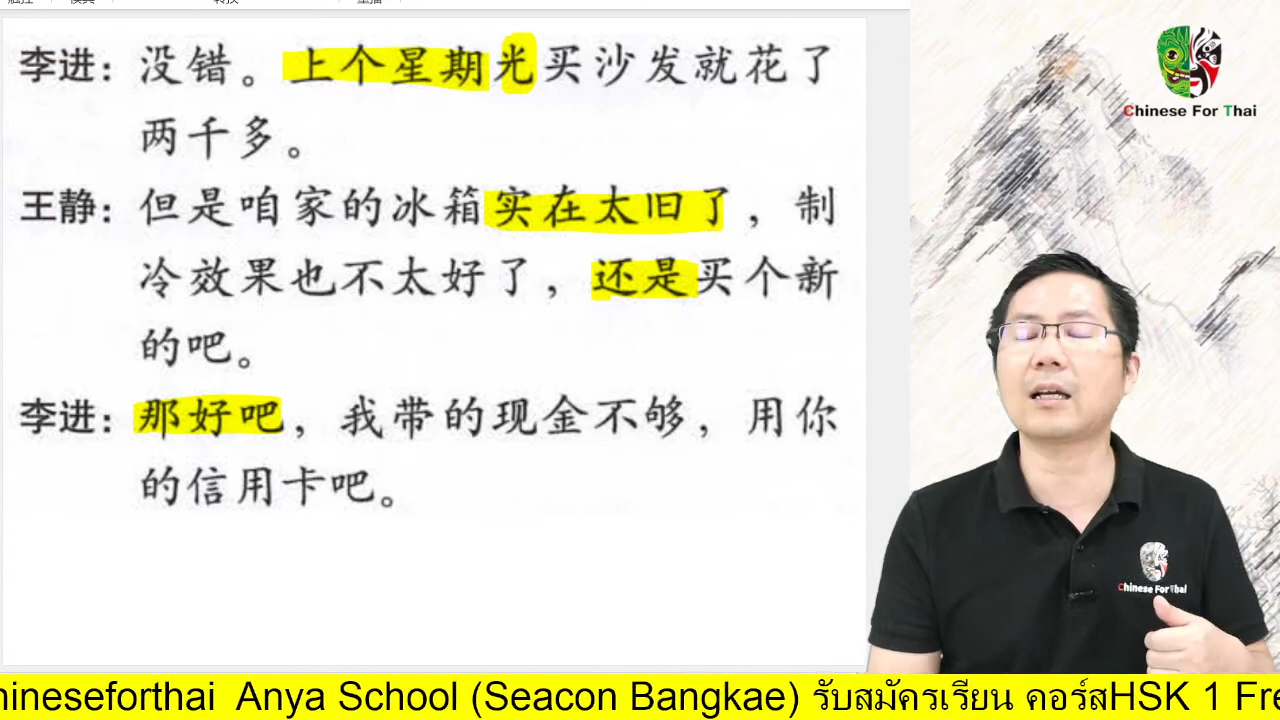 李进：没错。上个星期光买沙发就花了
两千多。
王静：但是咱家的冰箱实在太旧了，制
冷效果也不太好了，还是买个新
的吧。
李进：那好吧，我带的现金不够，用你
的信用卡吧。
Chinese For Thai
Chinese For Thai
hineseforthai Anya School (Seacon Bangkae) รับสมัครเรียน คอร์สHSK 1 Fre